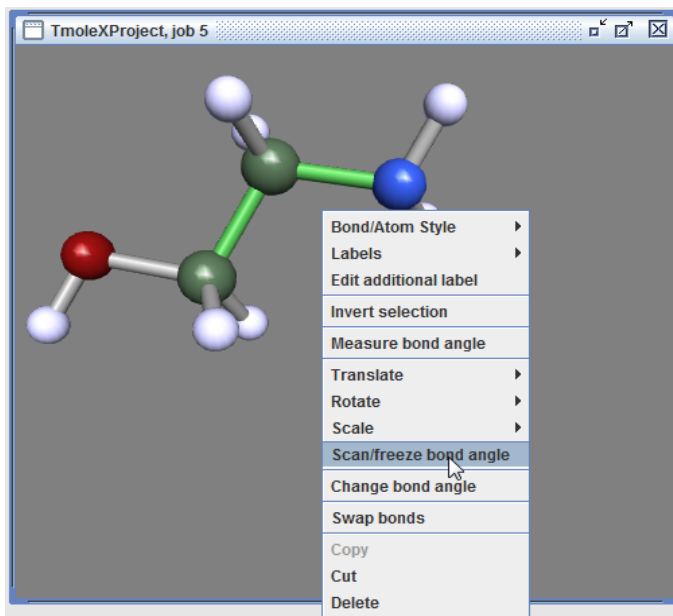 TmoleXProject, job 5
Bond/Atom Style
Labels
Edit additional label
Invert selection
Measure bond angle
Translate
Rotate
Scale
Scan/freeze bond angle
Change bond angle
Swap bonds
Copy
Cut
Delete